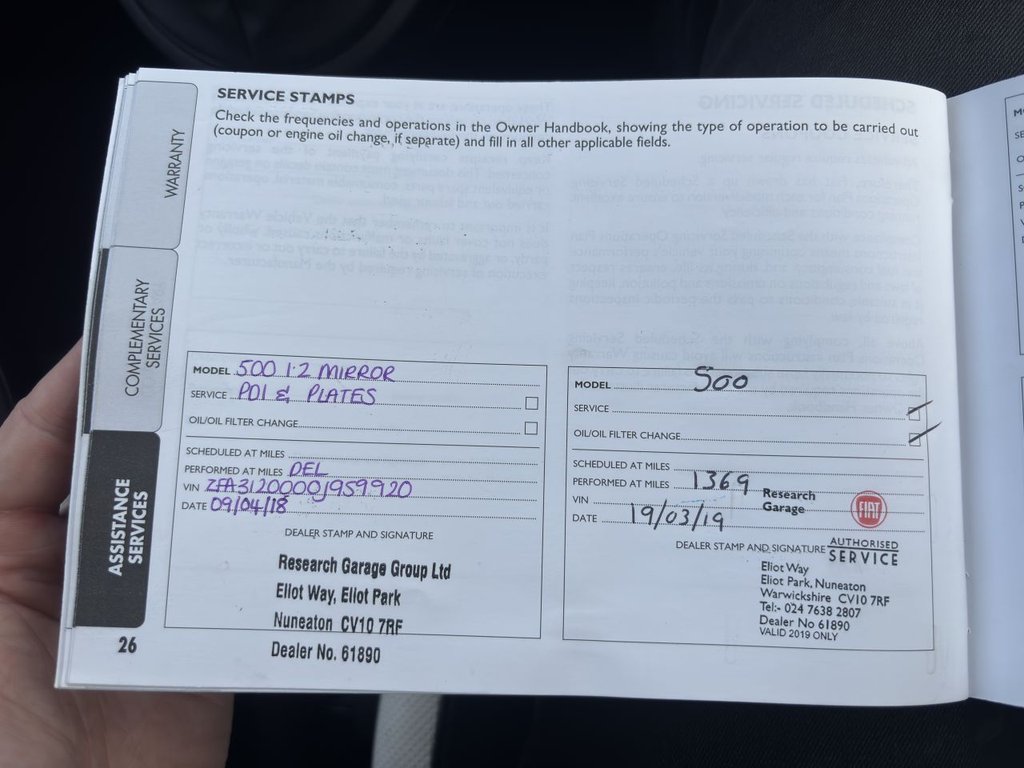 SERVICE STAMPS
Check the frequencies and operations in the Owner Handbook, showing the type of operation to be carried out
(coupon or engine oil change, if separate) and fill in all other applicable fields.
WARRANTY
COMPLEMENTARY
SERVICES
ASSISTANCE
SERVICES
MODEL 500 1.2 MIRROR
SERVICE PDI & PLATES
OIL/OIL FILTER CHANGE
SCHEDULED AT MILES
PERFORMED AT MILES DEL
VIN ZFA3120000J959920
DATE 09/04/18
DEALER STAMP AND SIGNATURE
Research Garage Group Ltd
Eliot Way, Eliot Park
Nuneaton CV10 7RF
Dealer No. 61890
MODEL 500
SERVICE
OIL/OIL FILTER CHANGE
SCHEDULED AT MILES
PERFORMED AT MILES 1369
VIN
DATE 19/03/19
Research
Garage
FIAT
AUTHORISED
SERVICE
DEALER STAMP AND SIGNATURE
Eliot Way
Eliot Park, Nuneaton
Warwickshire CV10 7RF
Tel:- 024 7638 2807
Dealer No 61890
VALID 2019 ONLY
26